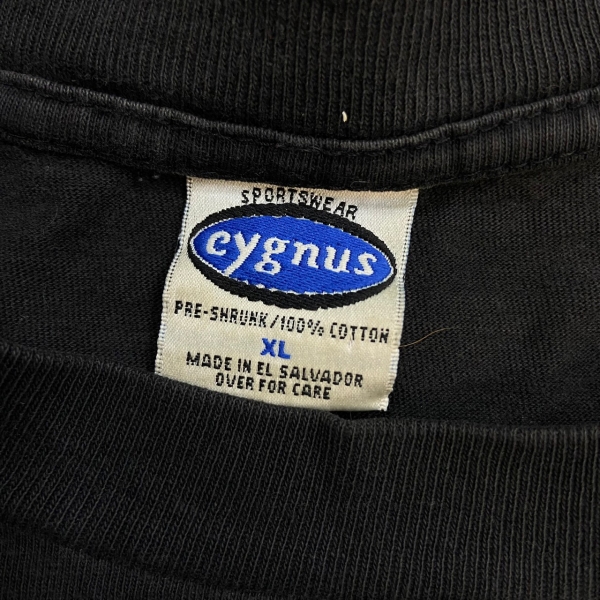 SPORTSWEAR
cygnus
PRE-SHRUNK/100% COTTON
XL
MADE IN EL SALVADOR
OVER FOR CARE